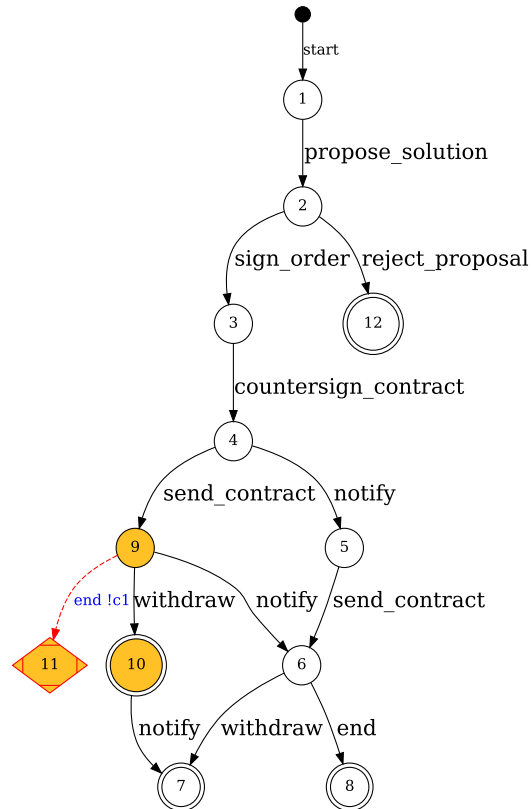 start
1
propose_solution
2
sign_order reject_proposal
3 12
countersign_contract
4
send_contract notify
9 5
end !c1 withdraw notify send_contract
11 10 6
notify withdraw end
7 8